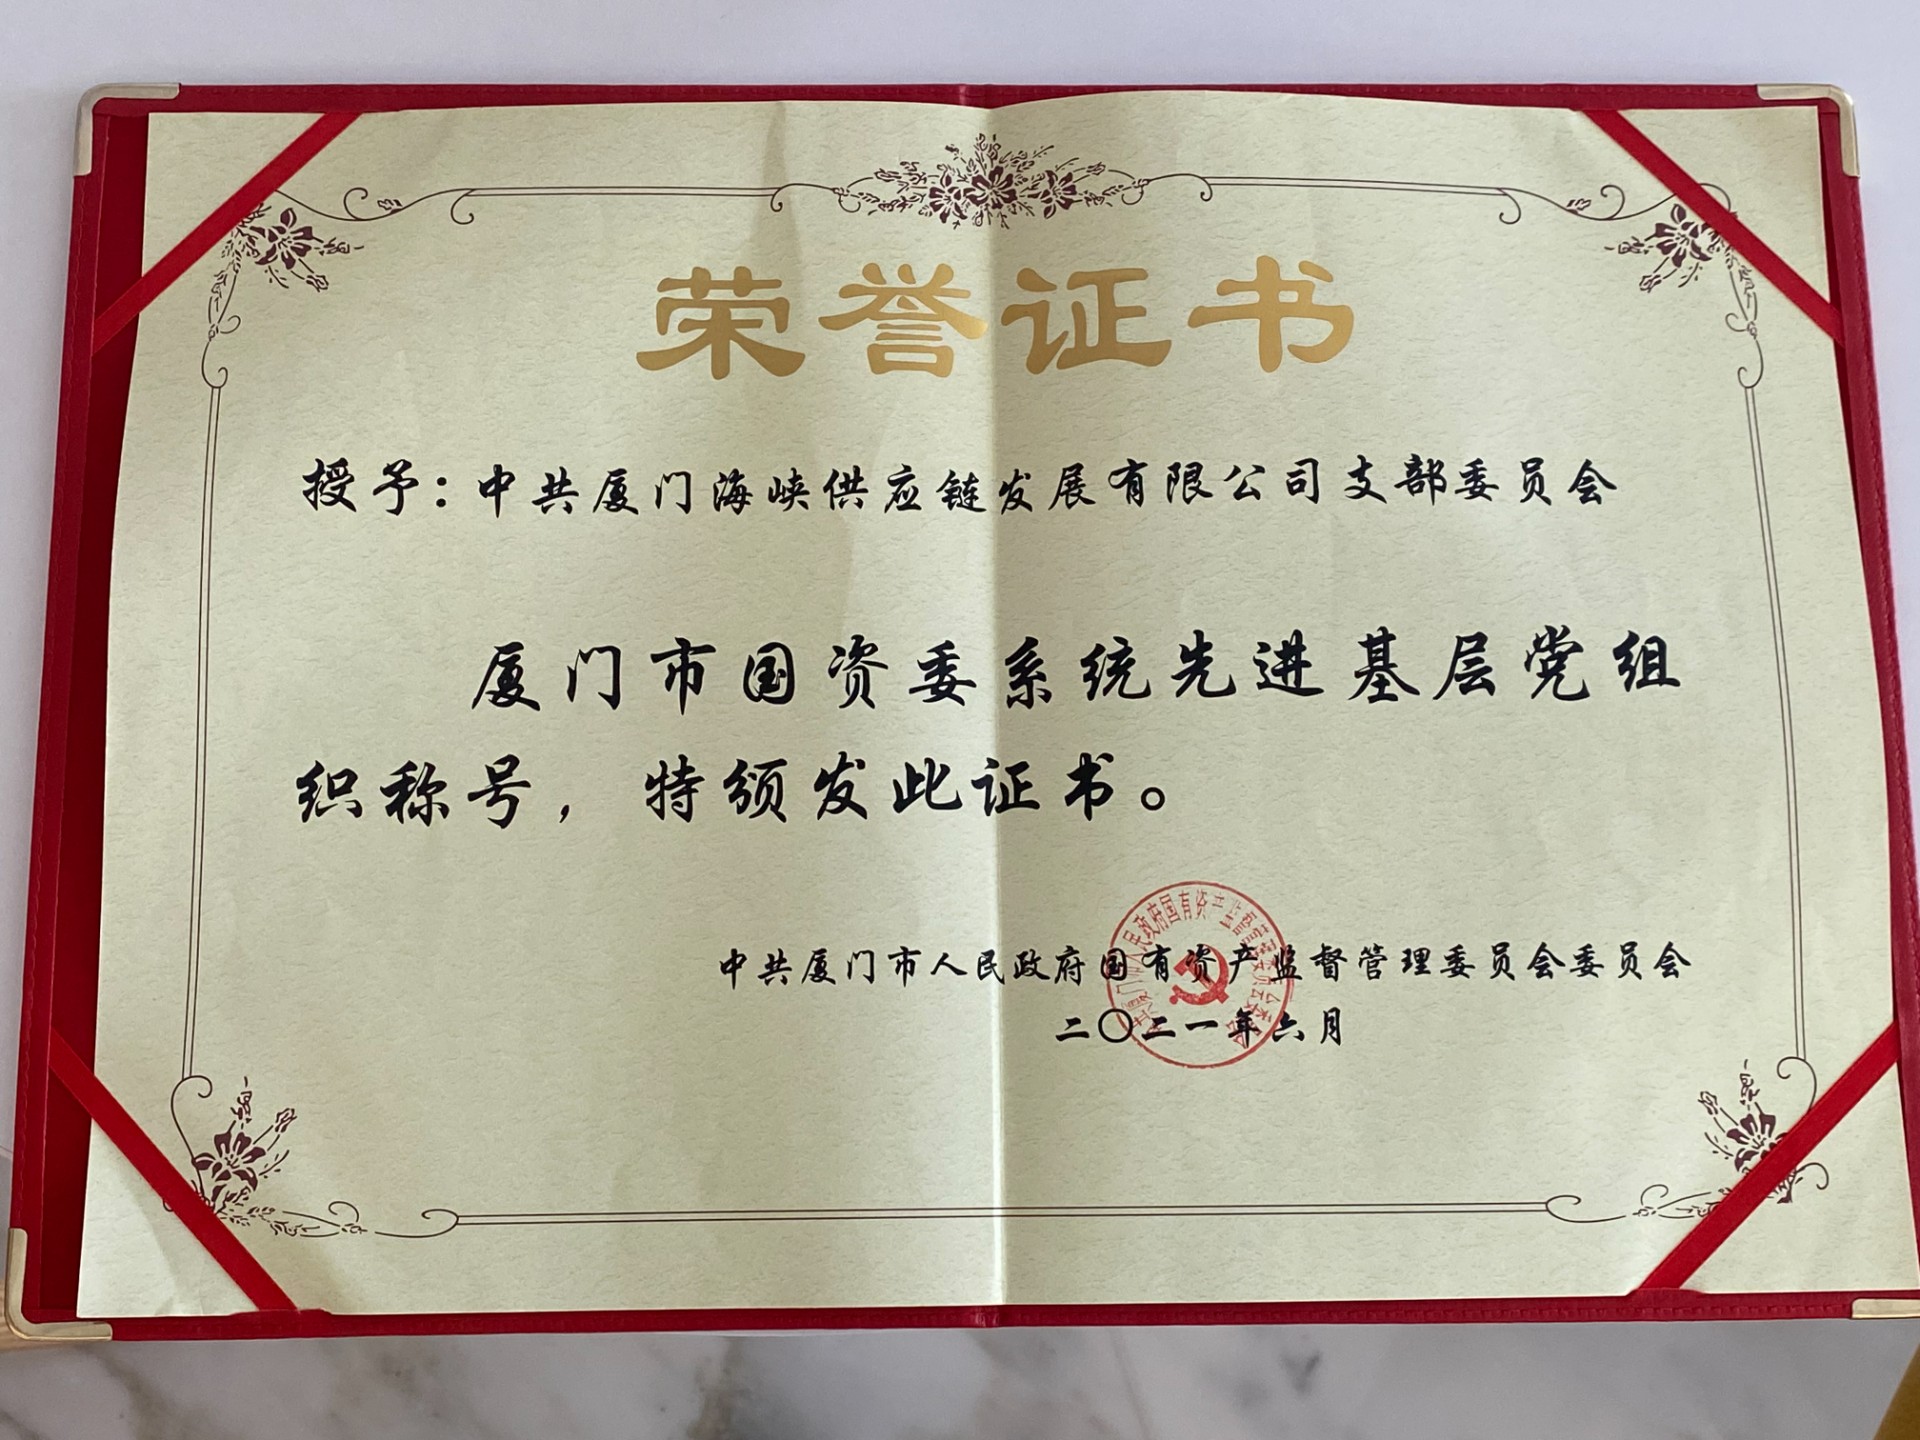 荣誉证书
授予：中共厦门海峡供应链发展有限公司支部委员会
厦门市国资委系统先进基层党组
织称号，特颁发此证书。
中共厦门市人民政府国有资产监督管理委员会委员会
二〇二一年六月